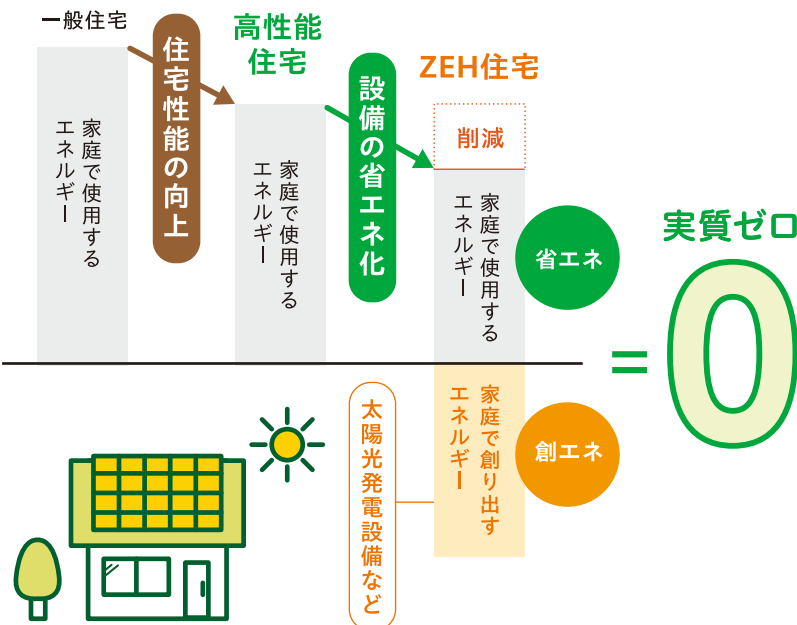 一般住宅
家庭で使用する
エネルギー
住宅性能の向上
高性能
住宅
家庭で使用する
エネルギー
設備の省エネ化
ZEH住宅
削減
家庭で使用する
エネルギー
省エネ
実質ゼロ
=
0
太陽光発電設備など
家庭で創り出す
エネルギー
創エネ